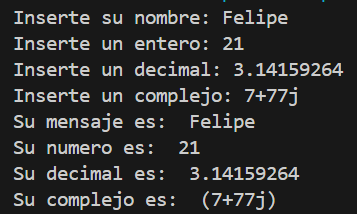 Inserte su nombre: Felipe
Inserte un entero: 21
Inserte un decimal: 3.14159264
Inserte un complejo: 7+77j
Su mensaje es:  Felipe
Su numero es:  21
Su decimal es:  3.14159264
Su complejo es:  (7+77j)